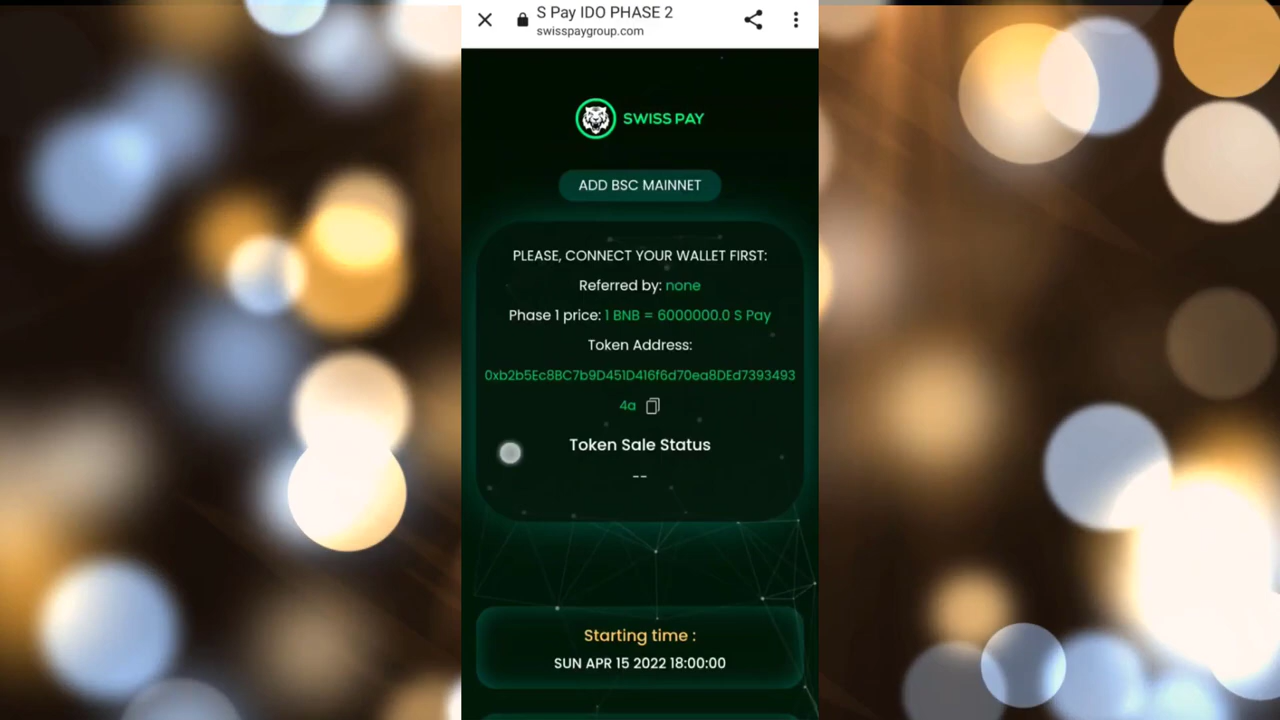 S Pay IDO PHASE 2
swisspaygroup.com
SWISS PAY
ADD BSC MAINNET
PLEASE, CONNECT YOUR WALLET FIRST:
Referred by: none
Phase 1 price: 1 BNB = 6000000.0 S Pay
Token Address:
0xb2b5Ec8BC7b9D451D416f6d70ea8DEd7393493
4a
Token Sale Status
--
Starting time :
SUN APR 15 2022 18:00:00